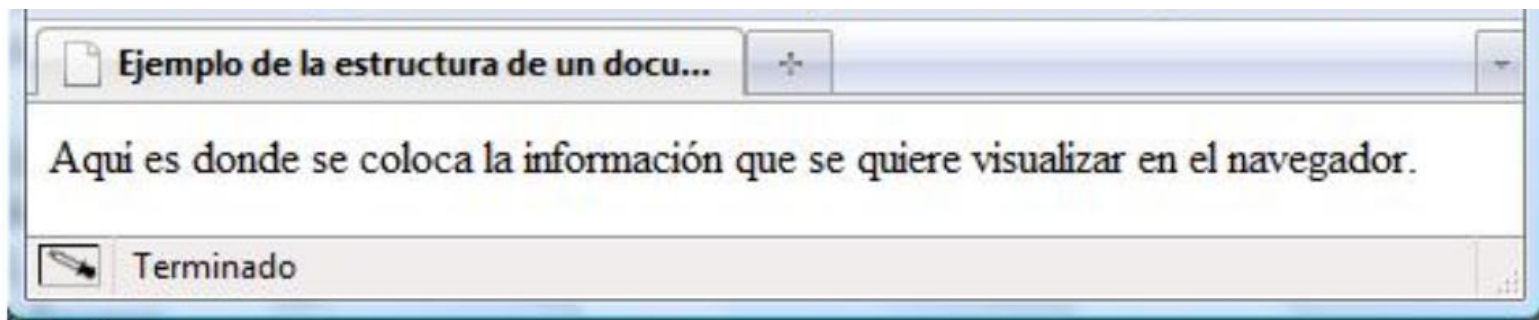 Ejemplo de la estructura de un docu...
Aquí es donde se coloca la información que se quiere visualizar en el navegador.
Terminado